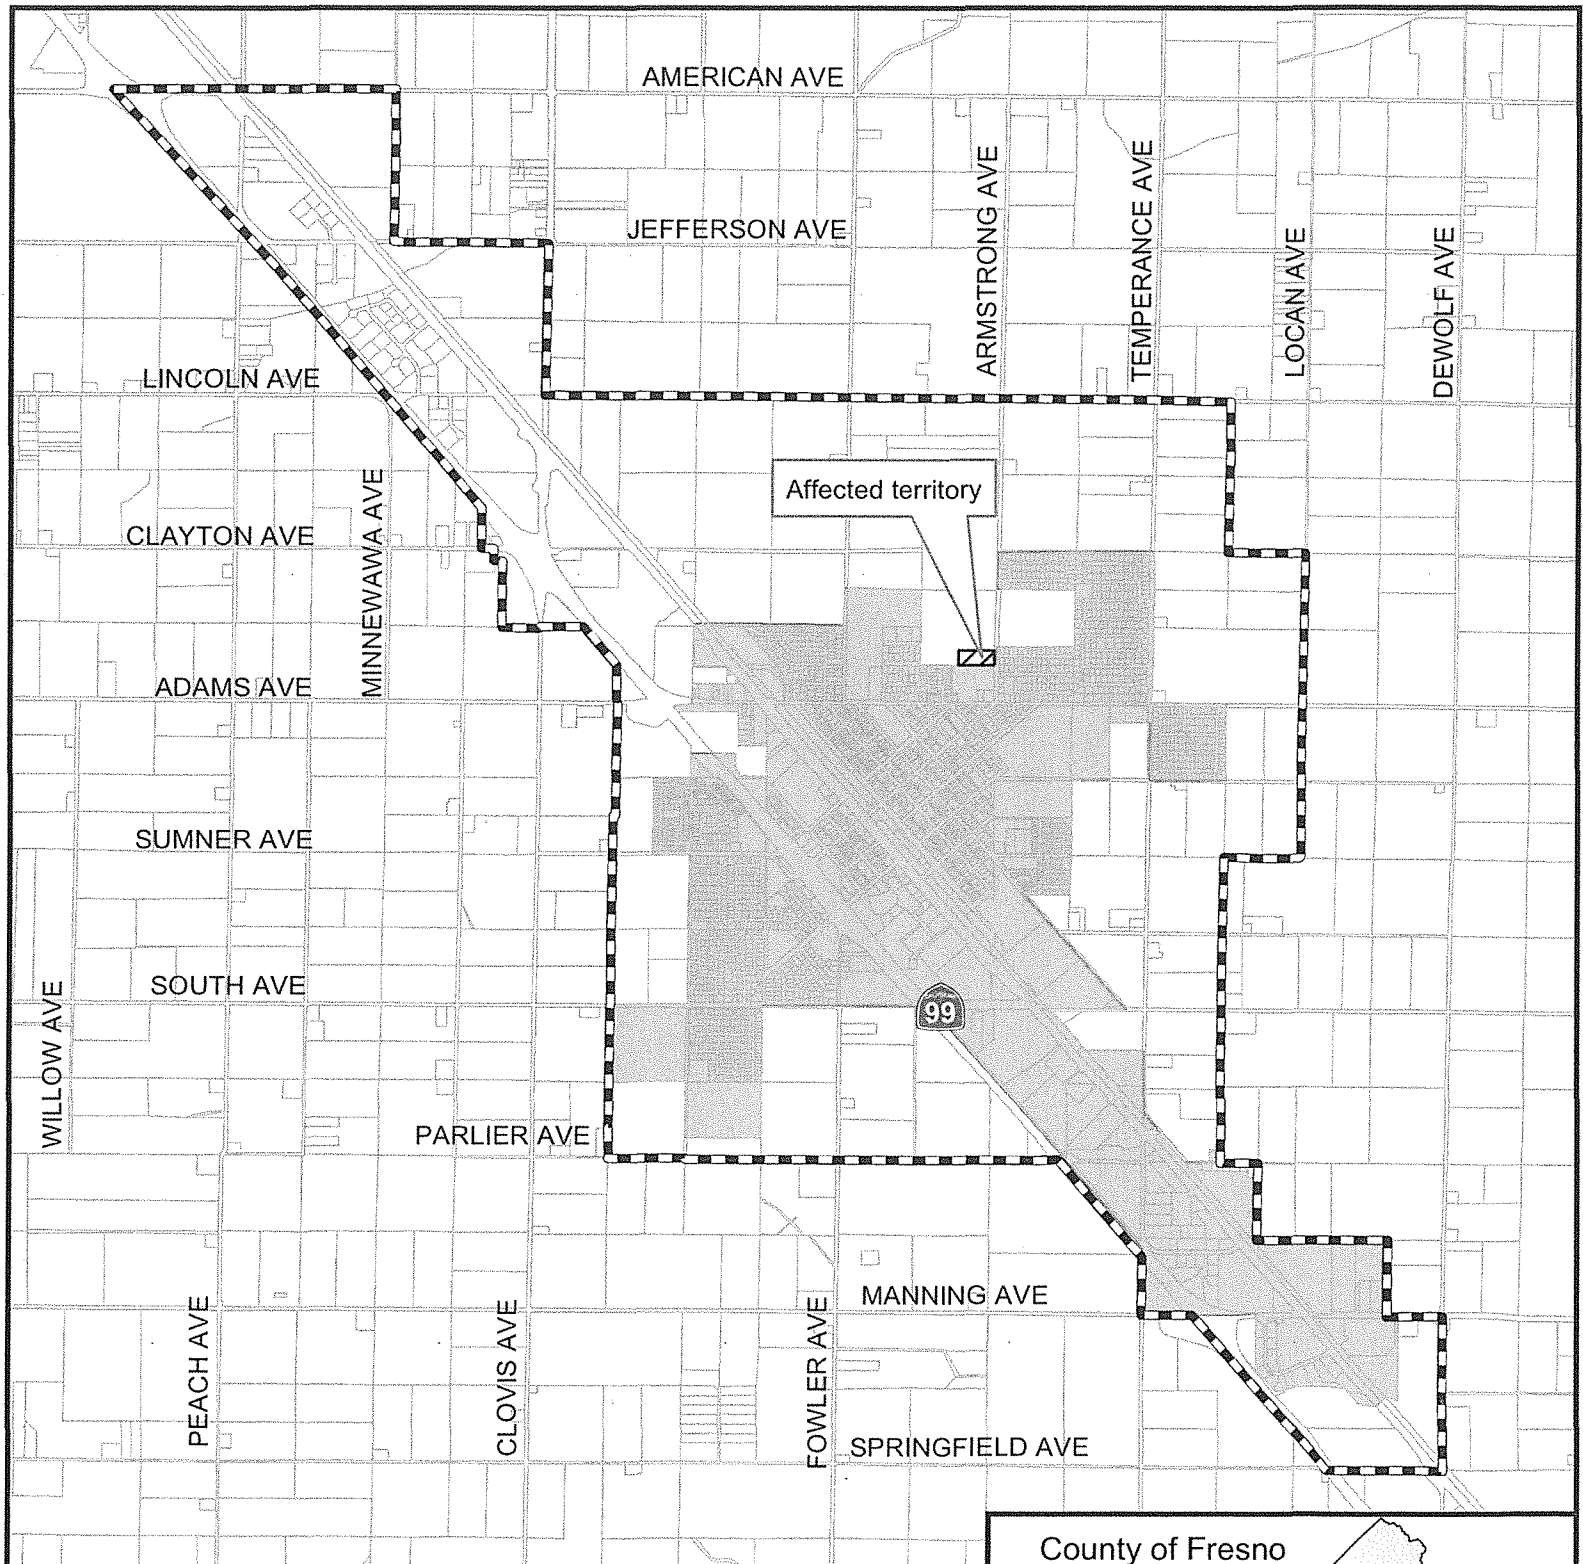 AMERICAN AVE
JEFFERSON AVE
ARMSTRONG AVE
TEMPERANCE AVE
LOCAN AVE
DEWOLF AVE
LINCOLN AVE
Affected territory
CLAYTON AVE
MINNEWAWA AVE
ADAMS AVE
SUMNER AVE
SOUTH AVE
99
WILLOW AVE
PARLIER AVE
MANNING AVE
PEACH AVE
CLOVIS AVE
FOWLER AVE
SPRINGFIELD AVE
County of Fresno